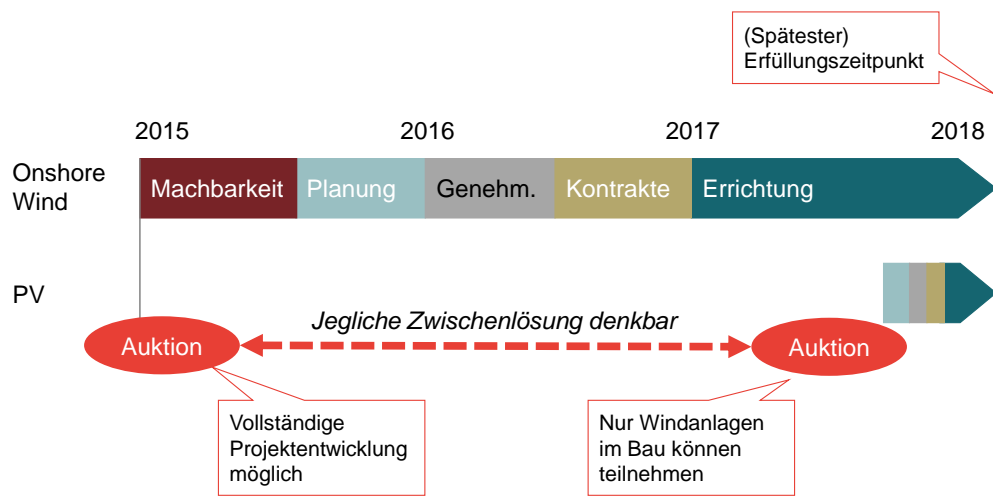 (Spätester)
Erfüllungszeitpunkt
2015 2016 2017 2018
Onshore
Wind
Machbarkeit Planung Genehm. Kontrakte Errichtung
PV
Jegliche Zwischenlösung denkbar
Auktion Auktion
Vollständige
Projektentwicklung
möglich
Nur Windanlagen
im Bau können
teilnehmen